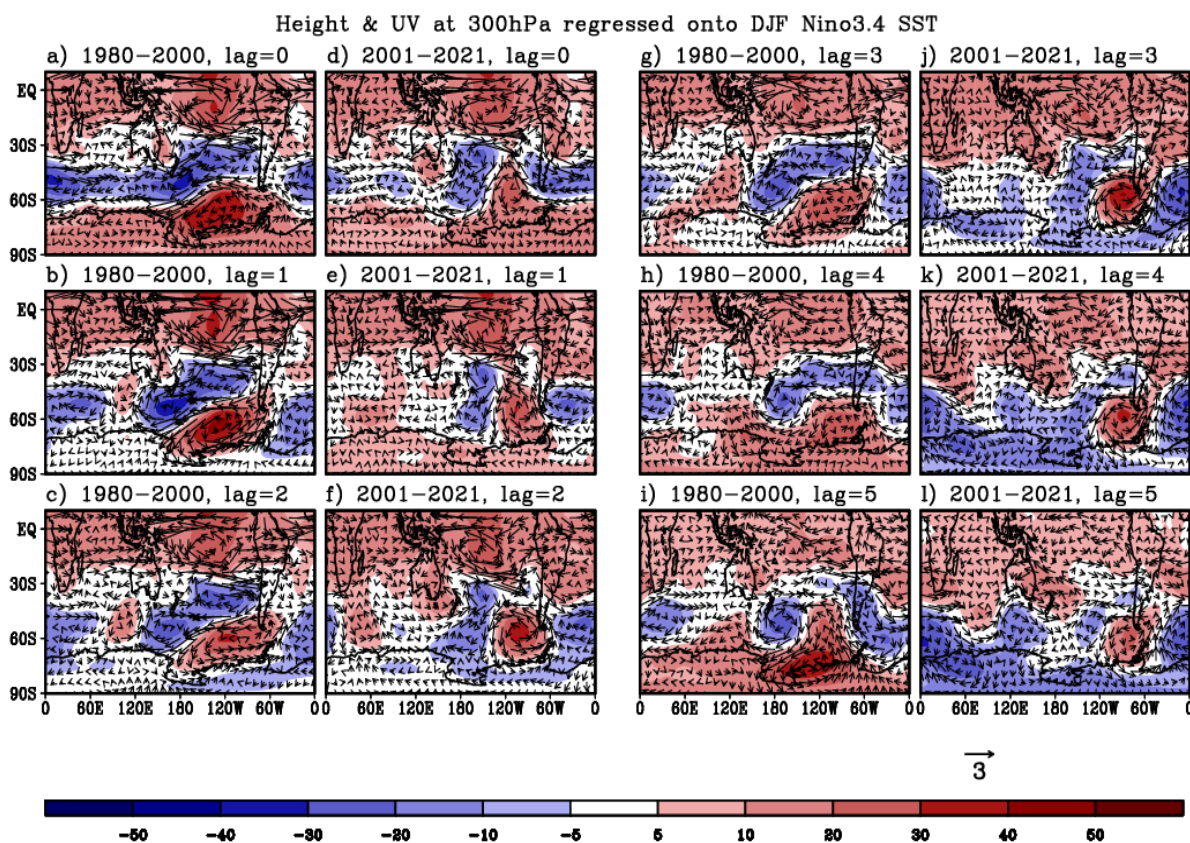 Height & UV at 300hPa regressed onto DJF Nino3.4 SST
a) 1980−2000, lag=0
d) 2001−2021, lag=0
g) 1980−2000, lag=3
j) 2001−2021, lag=3
EQ
30S
60S
90S
b) 1980−2000, lag=1
e) 2001−2021, lag=1
h) 1980−2000, lag=4
k) 2001−2021, lag=4
EQ
30S
60S
90S
c) 1980−2000, lag=2
f) 2001−2021, lag=2
i) 1980−2000, lag=5
l) 2001−2021, lag=5
EQ
30S
60S
90S
0 60E 120E 180 120W 60W 0 60E 120E 180 120W 60W 0
0 60E 120E 180 120W 60W 0 60E 120E 180 120W 60W 0
3
−50 −40 −30 −20 −10 −5 5 10 20 30 40 50